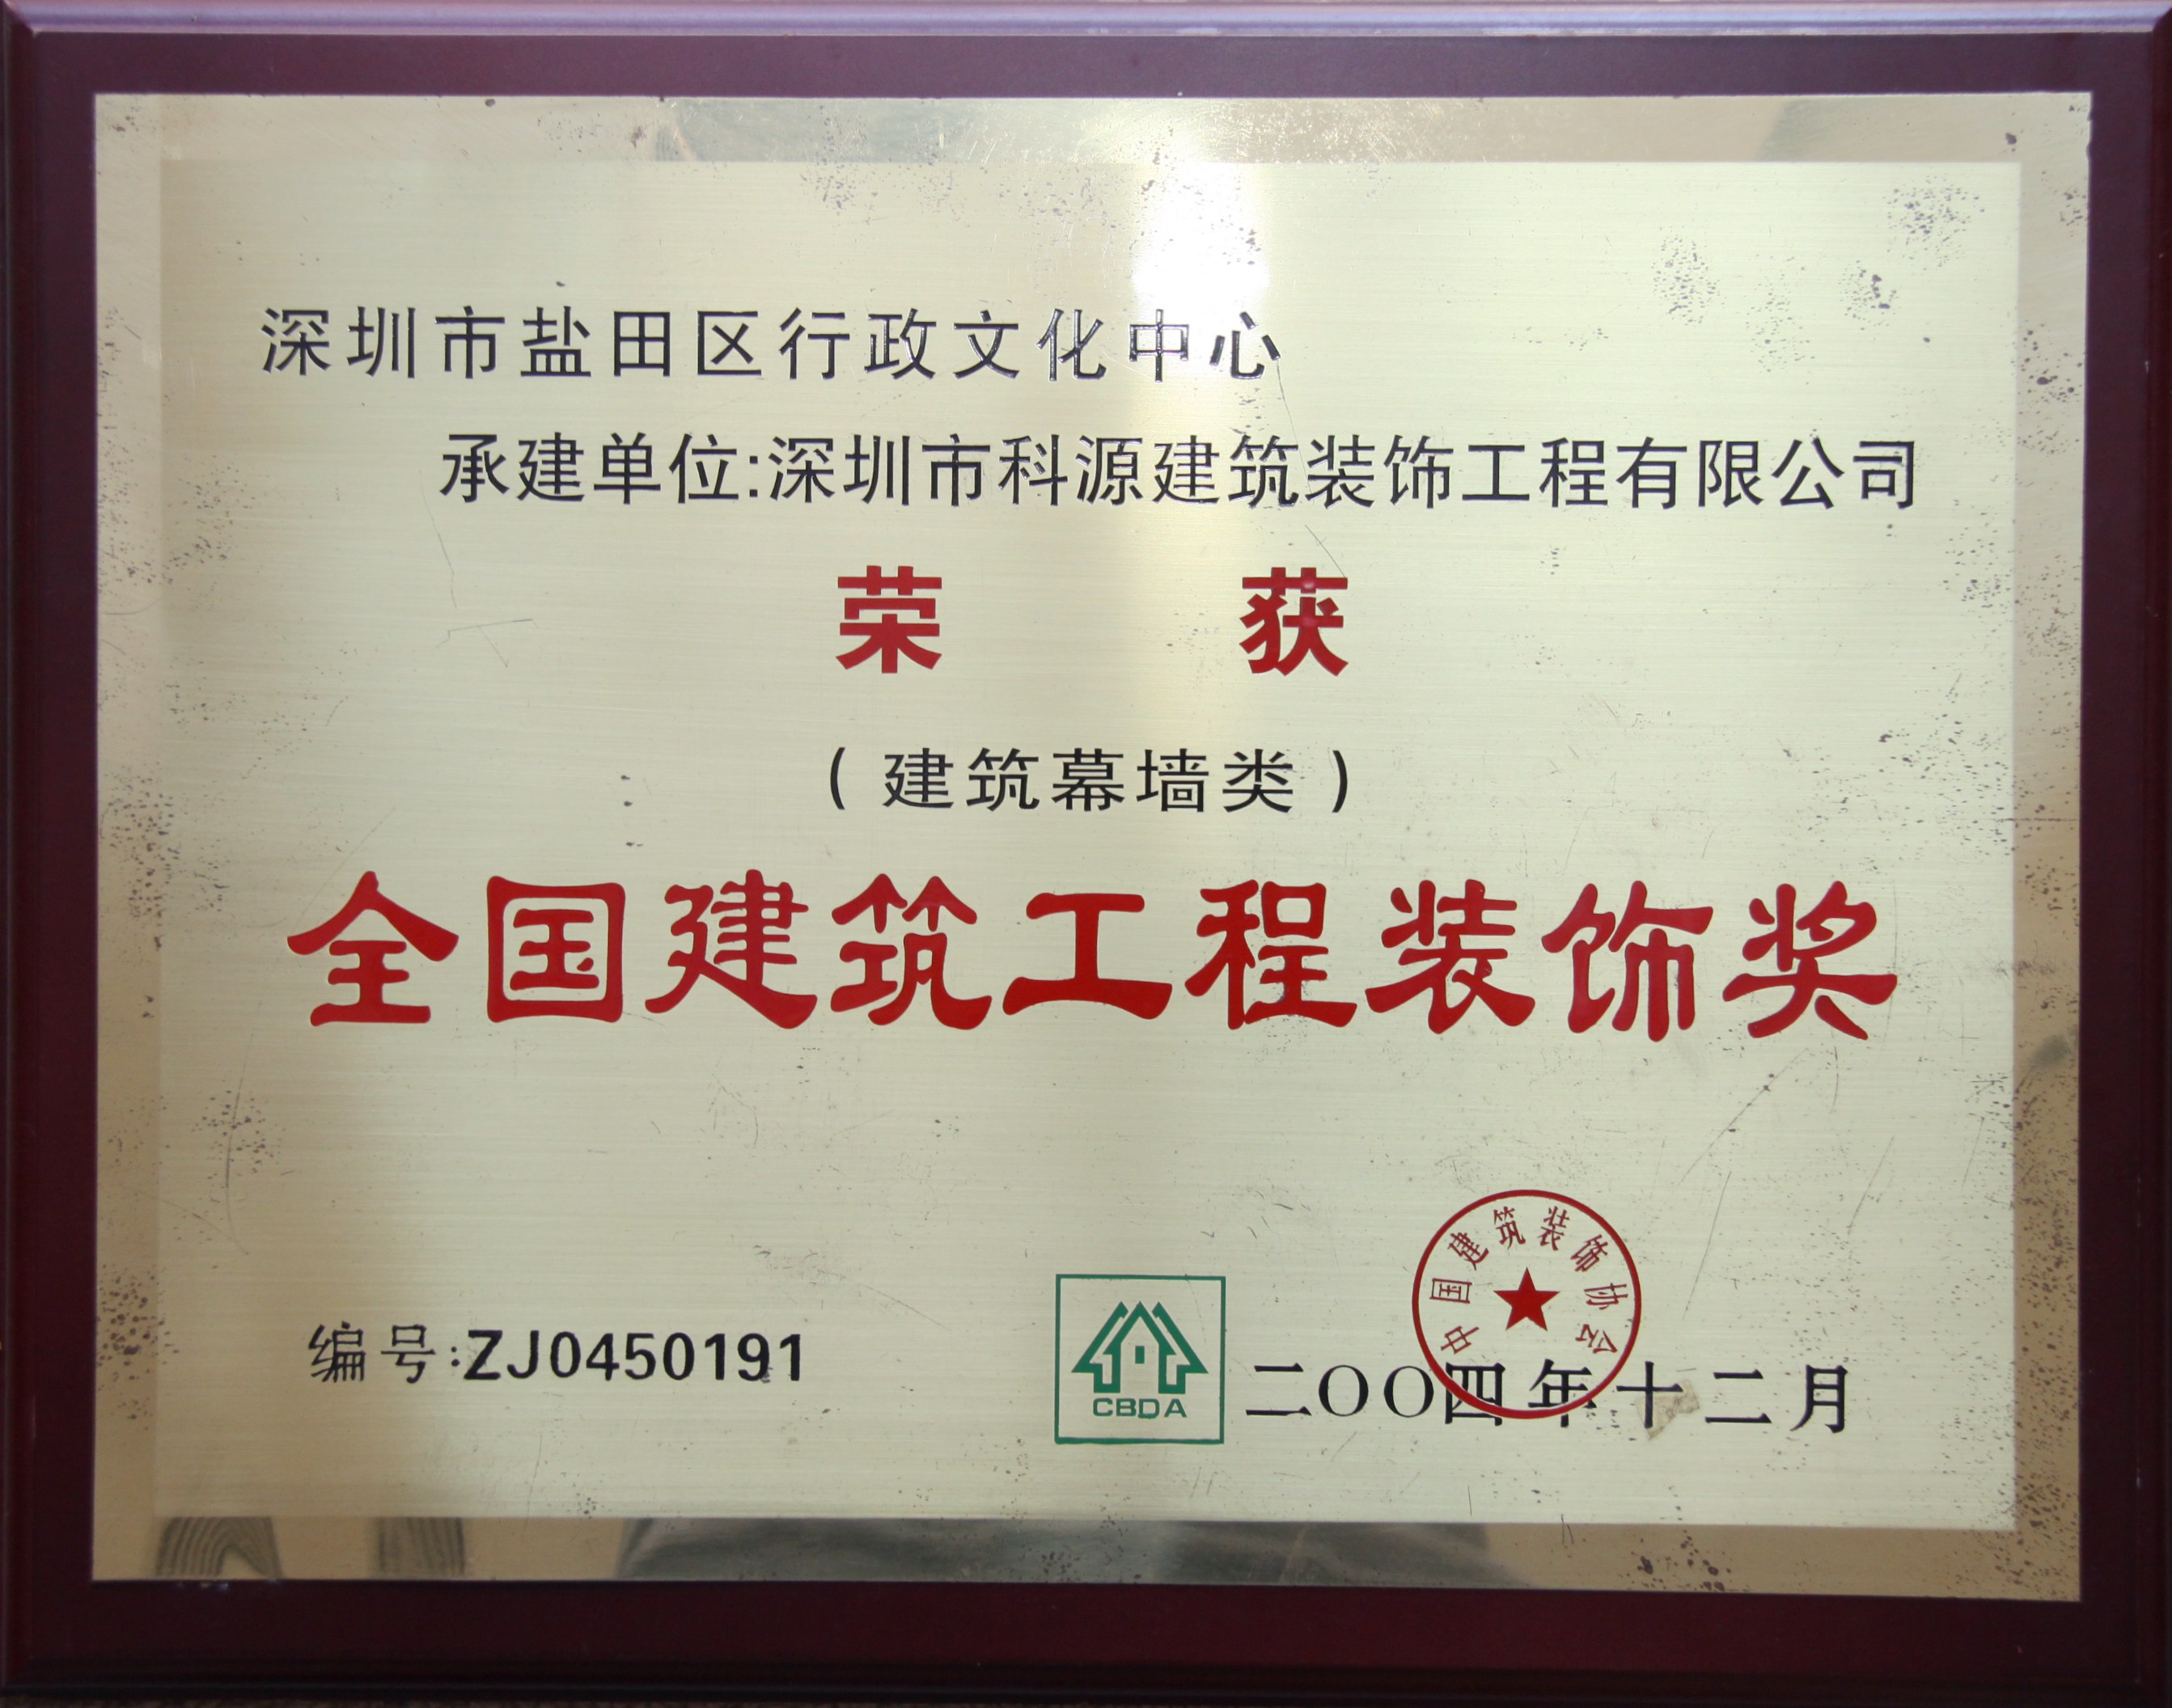 深圳市盐田区行政文化中心
承建单位:深圳市科源建筑装饰工程有限公司
荣 获
(建筑幕墙类)
全国建筑工程装饰奖
中国建筑装饰协会
编号:ZJ0450191
CBDA
二〇〇四年十二月